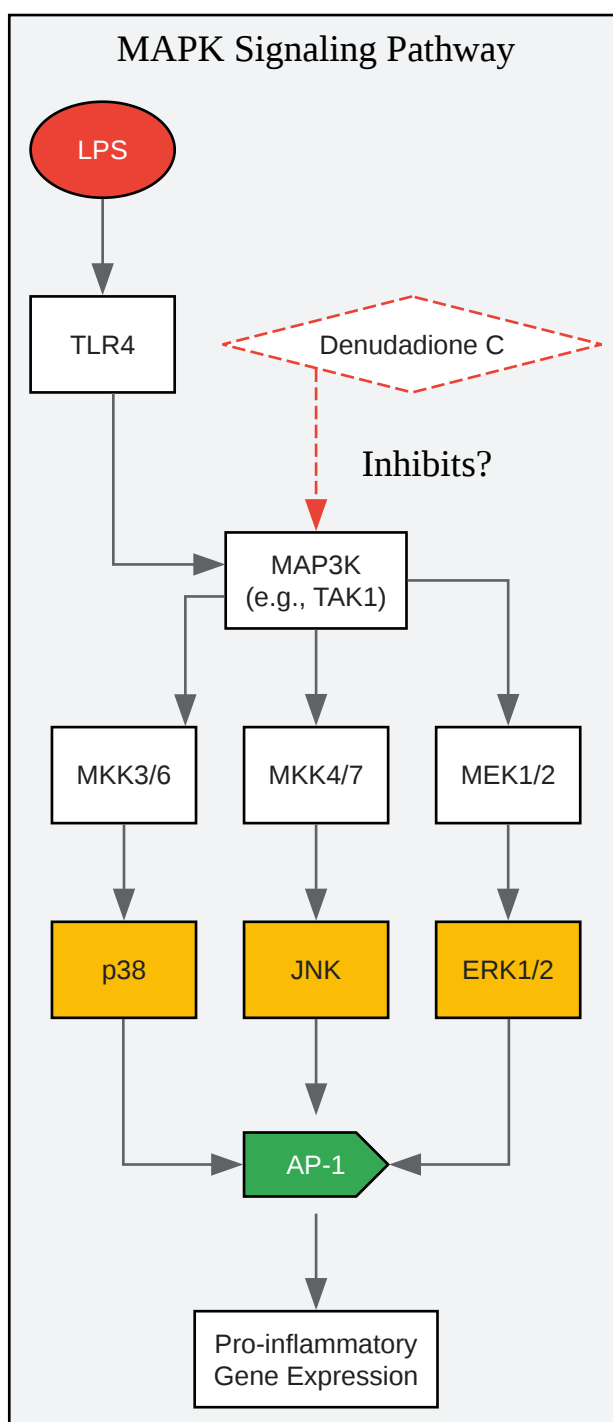 MAPK Signaling Pathway
LPS
TLR4
Denudadione C
Inhibits?
MAP3K
(e.g., TAK1)
MKK3/6
MKK4/7
MEK1/2
p38
JNK
ERK1/2
AP-1
Pro-inflammatory
Gene Expression